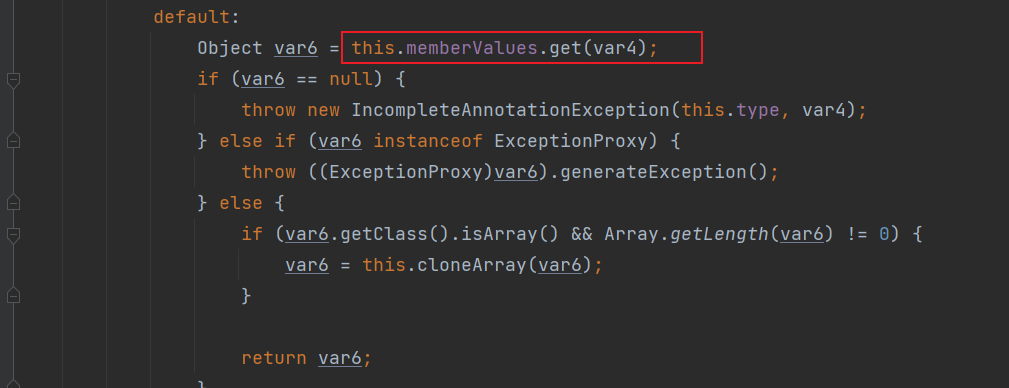 default:
Object var6 = this.memberValues.get(var4);
if (var6 == null) {
throw new IncompleteAnnotationException(this.type, var4);
} else if (var6 instanceof ExceptionProxy) {
throw ((ExceptionProxy)var6).generateException();
} else {
if (var6.getClass().isArray() && Array.getLength(var6) != 0) {
var6 = this.cloneArray(var6);
}
return var6;
}